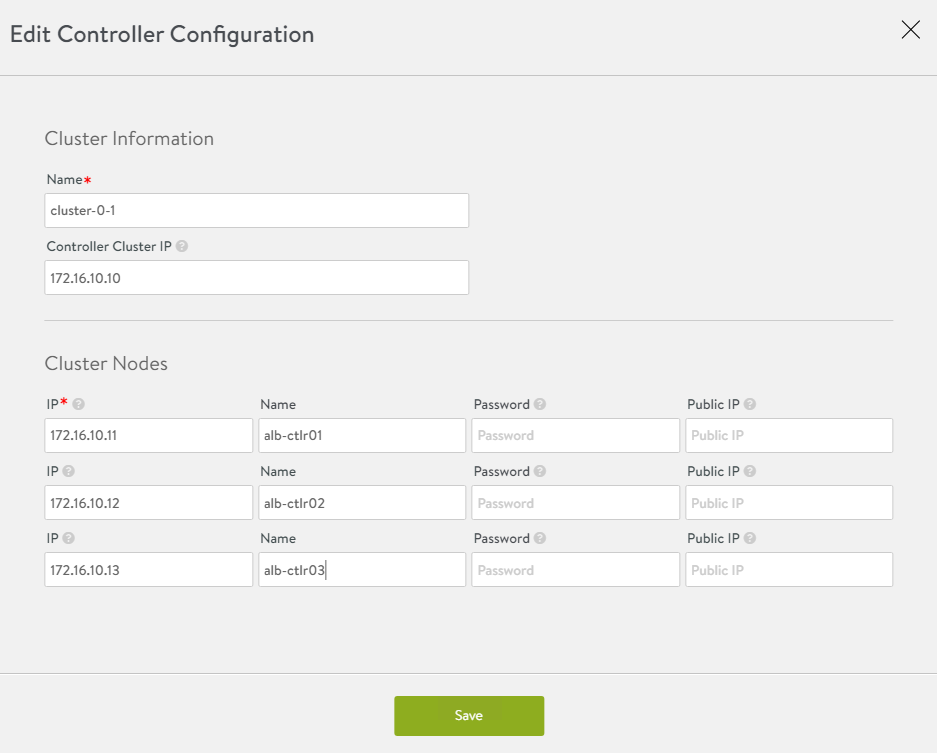 Edit Controller Configuration
Cluster Information
Name*
cluster-0-1
Controller Cluster IP ?
172.16.10.10
Cluster Nodes
IP* ? Name Password ? Public IP ?
172.16.10.11 alb-ctlr01 Password Public IP
IP ? Name Password ? Public IP ?
172.16.10.12 alb-ctlr02 Password Public IP
IP ? Name Password ? Public IP ?
172.16.10.13 alb-ctlr03 Password Public IP
Save